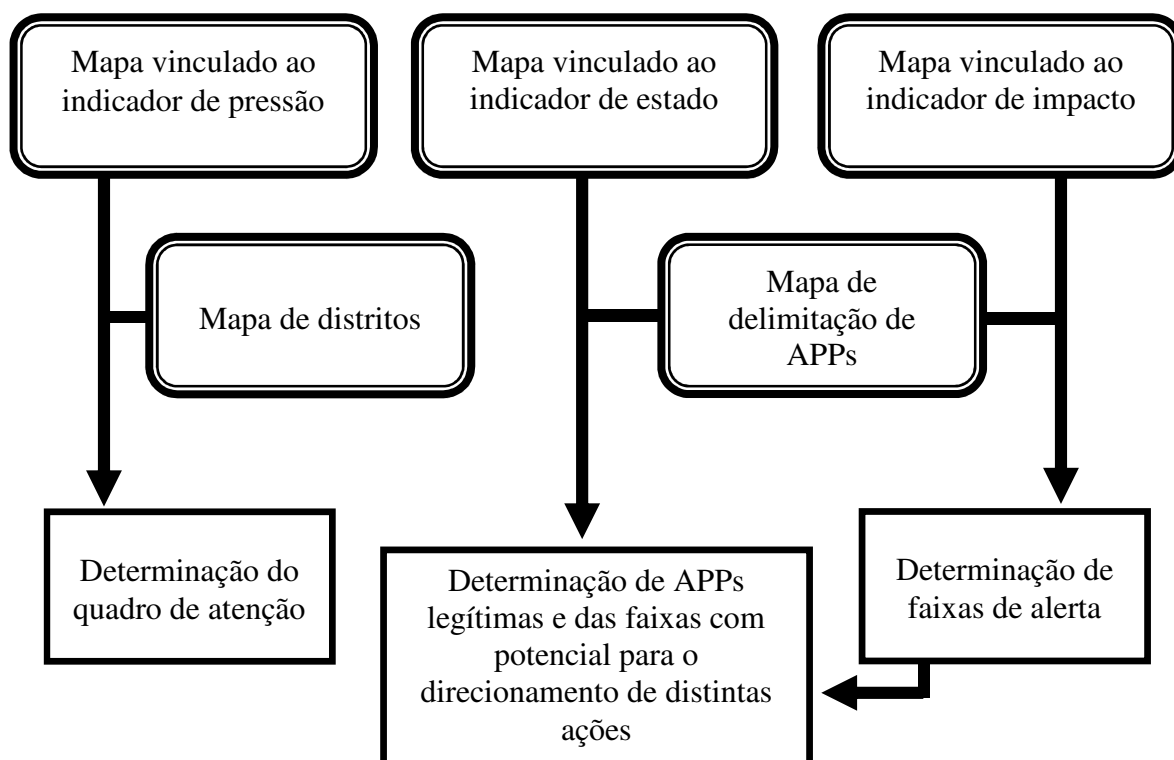 Mapa vinculado ao
indicador de pressão
Mapa vinculado ao
indicador de estado
Mapa vinculado ao
indicador de impacto
Mapa de distritos
Mapa de
delimitação de
APPs
Determinação do
quadro de atenção
Determinação de APPs
legítimas e das faixas com
potencial para o
direcionamento de distintas
ações
Determinação de
faixas de alerta